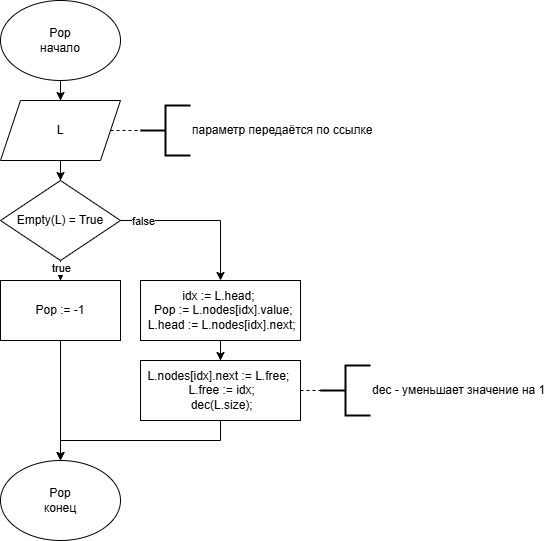 Pop
начало
L
параметр передаётся по ссылке
Empty(L) = True
false
true
Pop := -1
idx := L.head;
Pop := L.nodes[idx].value;
L.head := L.nodes[idx].next;
L.nodes[idx].next := L.free;
L.free := idx;
dec(L.size);
dec - уменьшает значение на 1
Pop
конец